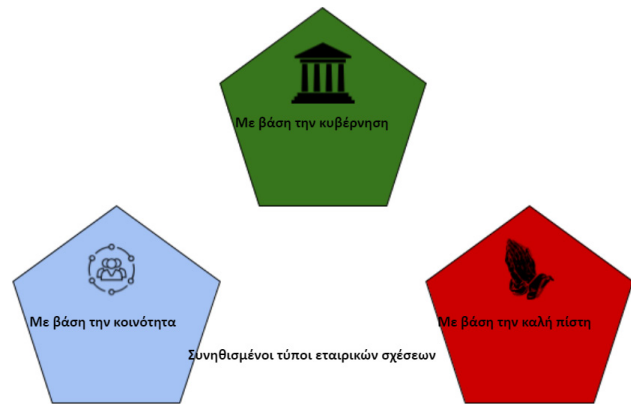 Με βάση την κυβέρνηση
Με βάση την κοινότητα
Με βάση την καλή πίστη
Συνηθισμένοι τύποι εταιρικών σχέσεων